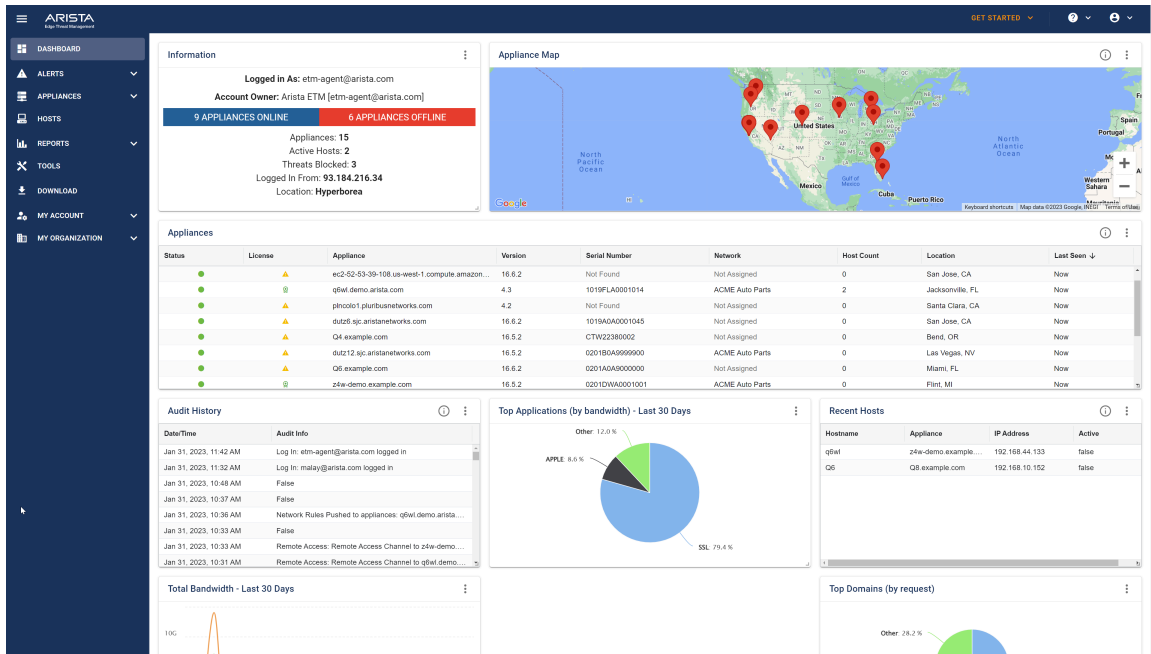 ARISTA
Edge Threat Management
GET STARTED
DASHBOARD
ALERTS
APPLIANCES
HOSTS
REPORTS
TOOLS
DOWNLOAD
MY ACCOUNT
MY ORGANIZATION
Information
Logged in As: etm-agent@arista.com
Account Owner: Arista ETM [etm-agent@arista.com]
9 APPLIANCES ONLINE 6 APPLIANCES OFFLINE
Appliances: 15
Active Hosts: 2
Threats Blocked: 3
Logged In From: 93.184.216.34
Location: Hyperborea
Appliance Map
ON QC
MT ND
SD
NB
NH
ME NS
United States
MO
CA
AZ NM
OK AR
TX
North
Pacific
Ocean
North
Atlantic
Ocean
Spain
Portugal
Gulf of
Mexico
Mexico
Cuba
Puerto Rico
Western
Sahara
HI
Google
Keyboard shortcuts Map data ©2023 Google, INEGI Terms of Use
Appliances
Status License Appliance Version Serial Number Network Host Count Location Last Seen
ec2-52-53-39-108.us-west-1.compute.amazon... 16.6.2 Not Found Not Assigned 0 San Jose, CA Now
q6wl.demo.arista.com 4.3 1019FLA0001014 ACME Auto Parts 2 Jacksonville, FL Now
plncolo1.pluribusnetworks.com 4.2 Not Found Not Assigned 0 Santa Clara, CA Now
dutz6.sjc.aristanetworks.com 16.6.2 1019A0A0001045 Not Assigned 0 San Jose, CA Now
Q4.example.com 16.5.2 CTW22380002 Not Assigned 0 Bend, OR Now
dutz12.sjc.aristanetworks.com 16.5.2 0201B0A9999900 ACME Auto Parts 0 Las Vegas, NV Now
Q6.example.com 16.6.2 0201A0A9000000 Not Assigned 0 Miami, FL Now
z4w-demo.example.com 16.5.2 0201DWA0001001 ACME Auto Parts 0 Flint, MI Now
Audit History
Date/Time Audit Info
Jan 31, 2023, 11:42 AM Log In: etm-agent@arista.com logged in
Jan 31, 2023, 11:32 AM Log In: malay@arista.com logged in
Jan 31, 2023, 10:48 AM False
Jan 31, 2023, 10:37 AM False
Jan 31, 2023, 10:36 AM Network Rules Pushed to appliances: q6wl.demo.arista....
Jan 31, 2023, 10:33 AM False
Jan 31, 2023, 10:33 AM Remote Access: Remote Access Channel to z4w-demo....
Jan 31, 2023, 10:31 AM Remote Access: Remote Access Channel to q6wl.demo....
Top Applications (by bandwidth) - Last 30 Days
Other: 12.0 %
APPLE: 8.6 %
SSL: 79.4 %
Recent Hosts
Hostname Appliance IP Address Active
q6wl z4w-demo.example.... 192.168.44.133 false
Q6 Q8.example.com 192.168.10.152 false
Total Bandwidth - Last 30 Days
10G
Top Domains (by request)
Other: 28.2 %